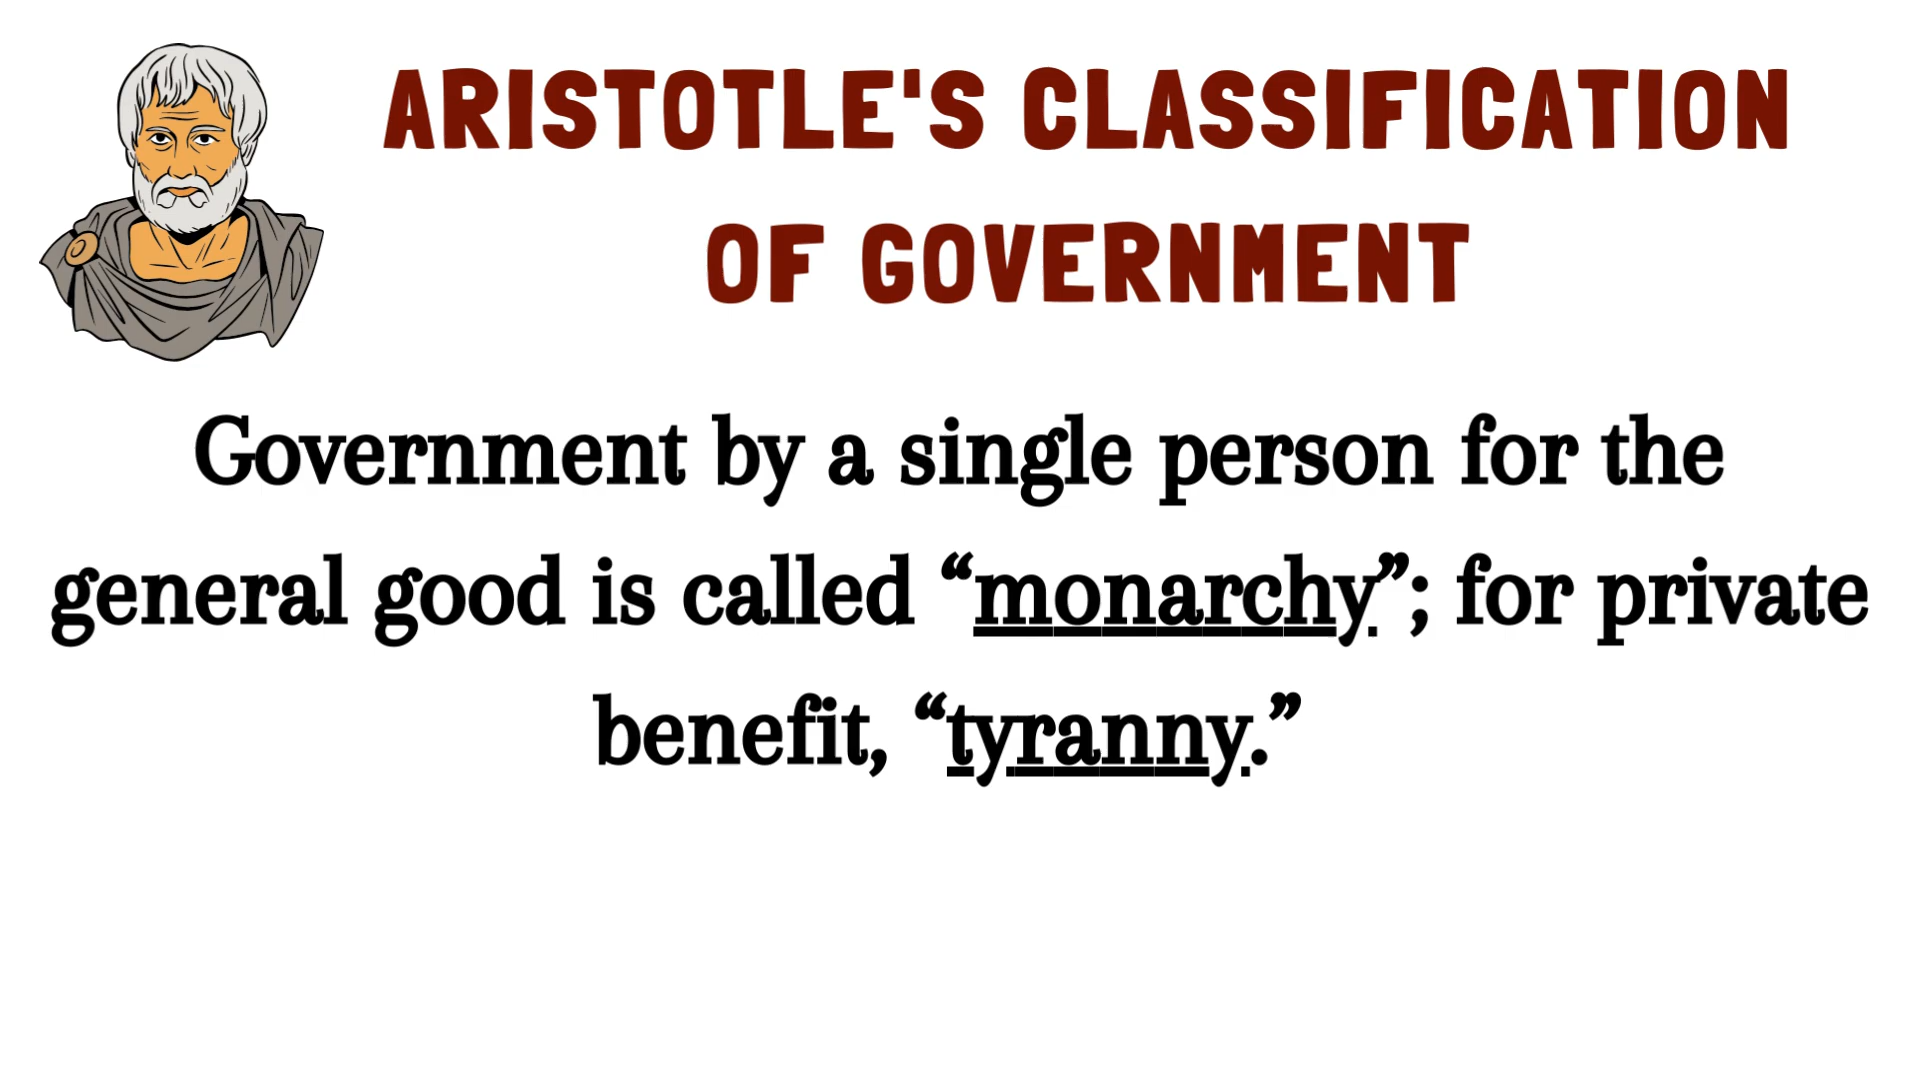 ARISTOTLE'S CLASSIFICATION
OF GOVERNMENT
Government by a single person for the
general good is called “monarchy”; for private
benefit, “tyranny.”